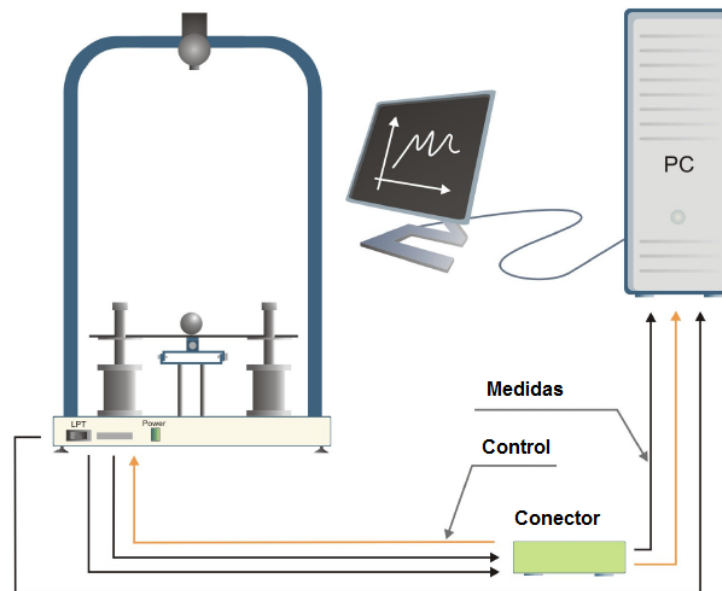 PC
Medidas
LPT
Power
Control
Conector